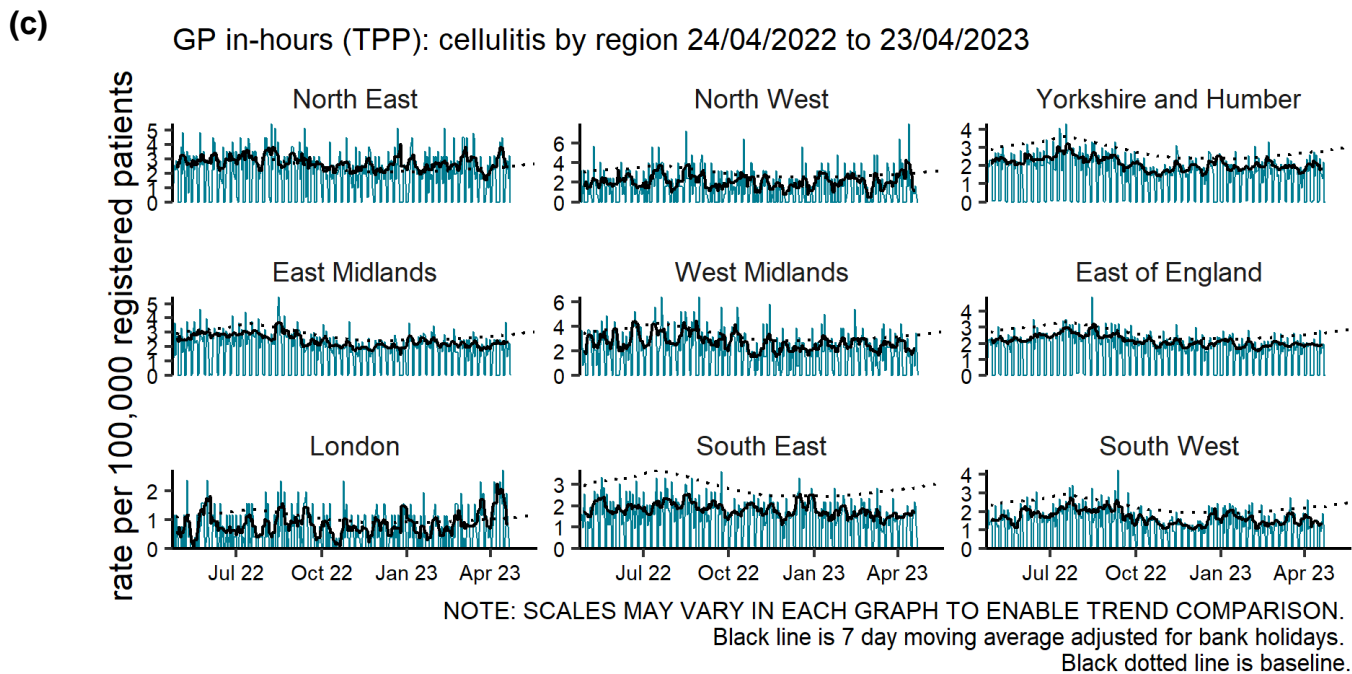 (c)
GP in-hours (TPP): cellulitis by region 24/04/2022 to 23/04/2023
rate per 100,000 registered patients
North East
5
4
3
2
1
0
North West
6
4
2
0
Yorkshire and Humber
4
3
2
1
0
East Midlands
5
4
3
2
1
0
West Midlands
6
4
2
0
East of England
4
3
2
1
0
London
2
1
0
South East
3
2
1
0
South West
4
3
2
1
0
Jul 22 Oct 22 Jan 23 Apr 23
Jul 22 Oct 22 Jan 23 Apr 23
Jul 22 Oct 22 Jan 23 Apr 23
NOTE: SCALES MAY VARY IN EACH GRAPH TO ENABLE TREND COMPARISON.
Black line is 7 day moving average adjusted for bank holidays.
Black dotted line is baseline.